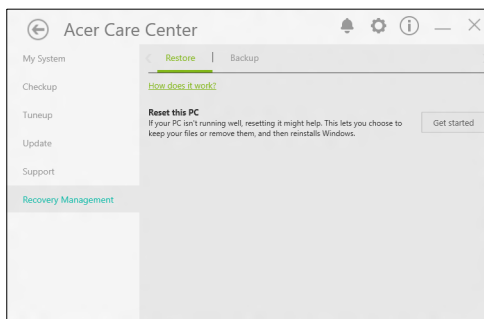 Acer Care Center
My System
Checkup
Tuneup
Update
Support
Recovery Management
Restore
Backup
How does it work?
Reset this PC
If your PC isn't running well, resetting it might help. This lets you choose to
keep your files or remove them, and then reinstalls Windows.
Get started